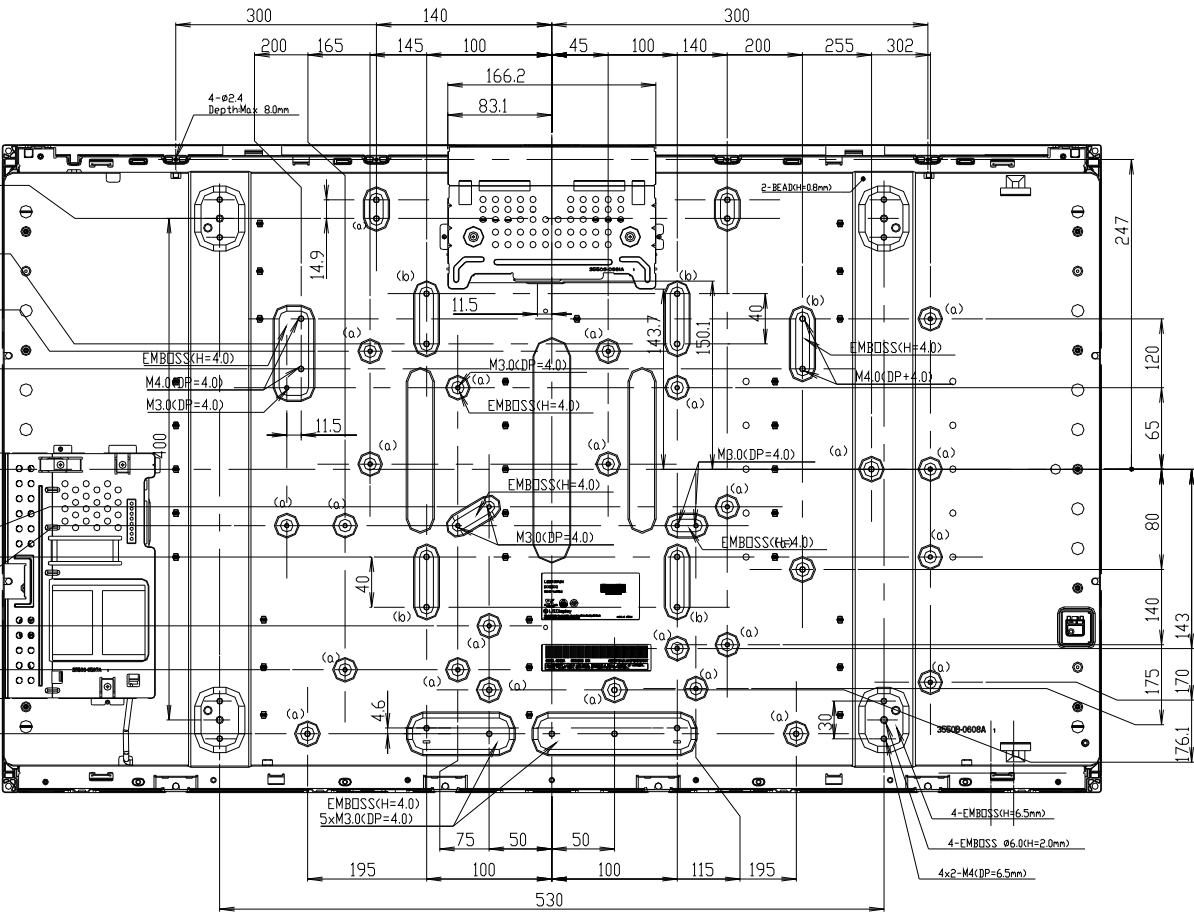 300 140 300
200 165 145 100 45 100 140 200 255 302
166.2
83.1
4-ø2.4
Depth:Max 8.0mm
2-BEAD(H=0.8mm)
247
(a)
14.9
(b) (b) (b)
11.5 143.7 150.1 40
(a) (a) (a)
EMBOSS(H=4.0) M3.0(DP=4.0) EMBOSS(H=4.0) 120
M4.0(DP=4.0) (a) M4.0(DP+4.0)
M3.0(DP=4.0) EMBOSS(H=4.0) (a)
11.5 65
400 (a) (a) M3.0(DP=4.0) (a) (a)
EMBOSS(H=4.0)
(a) (a) (a)
M3.0(DP=4.0) EMBOSS(H=4.0) 80
(a)
40
(b) (b)
LG Display
(a) (a) 140 143
(a) (a) (a)
(a) (a) (a) (a) 175 170
(a) 4.6 30 176.1
3550B-0608A 1
EMBOSS(H=4.0)
5xM3.0(DP=4.0)
4-EMBOSS(H=6.5mm)
75 50 50
4-EMBOSS ø6.0(H=2.0mm)
195 100 100 115 195
4x2-M4(DP=6.5mm)
530